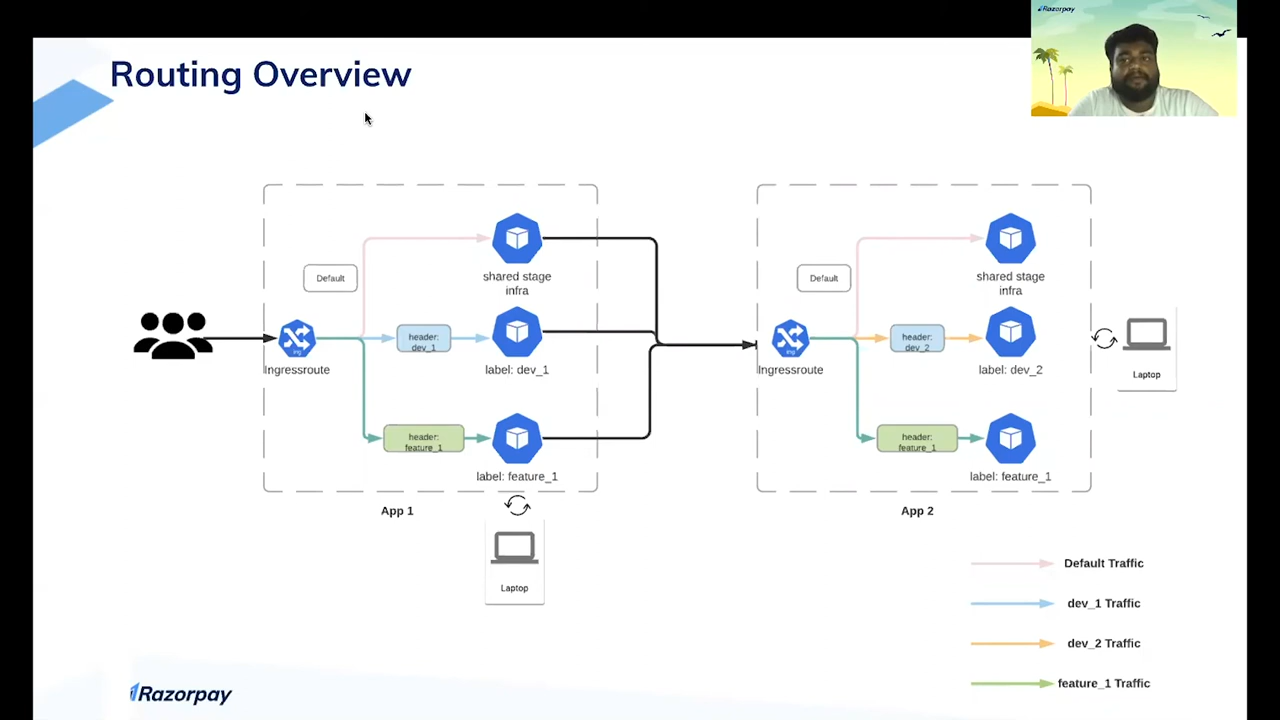 Razorpay
Routing Overview
Default
shared stage
infra
header:
dev_1
ing
Ingressroute
label: dev_1
header:
feature_1
label: feature_1
App 1
Laptop
Default
shared stage
infra
header:
dev_2
ing
Ingressroute
label: dev_2
Laptop
header:
feature_1
label: feature_1
App 2
Default Traffic
dev_1 Traffic
dev_2 Traffic
feature_1 Traffic
Razorpay